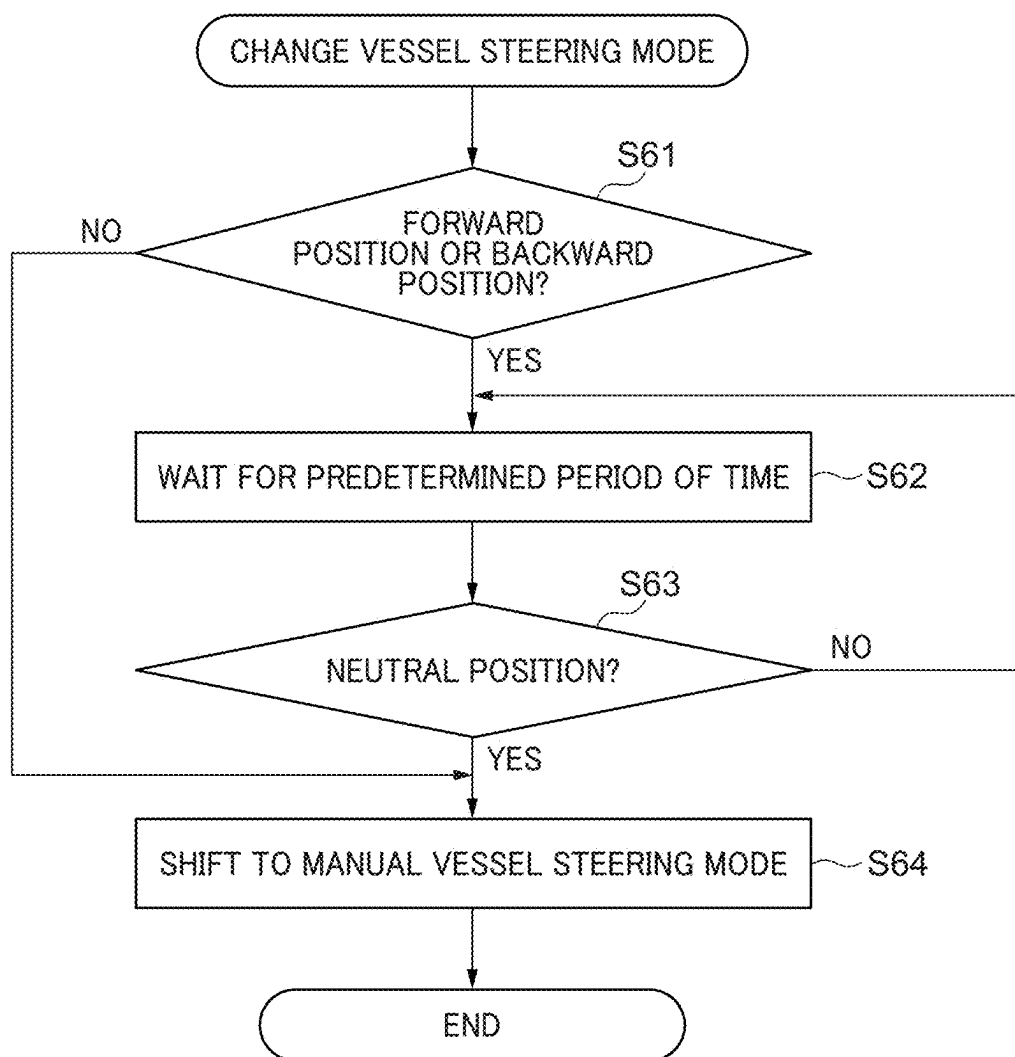 CHANGE VESSEL STEERING MODE
S61
NO
FORWARD
POSITION OR BACKWARD
POSITION?
YES
WAIT FOR PREDETERMINED PERIOD OF TIME
S62
S63
NEUTRAL POSITION?
NO
YES
SHIFT TO MANUAL VESSEL STEERING MODE
S64
END